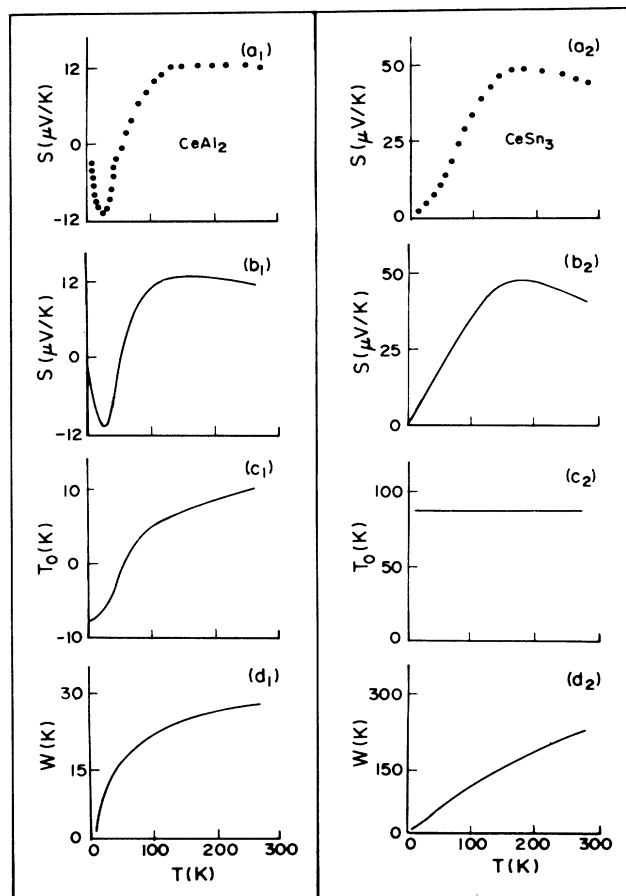 (a₁)
12
0
-12
S(μV/K)
CeAl₂
(a₂)
50
25
0
S(μV/K)
CeSn₃
(b₁)
12
0
-12
S(μV/K)
(b₂)
50
25
0
S(μV/K)
(c₁)
10
0
-10
T₀(K)
(c₂)
100
50
0
T₀(K)
(d₁)
30
15
0
W(K)
0 100 200 300
T(K)
(d₂)
300
150
0
W(K)
0 100 200 300
T(K)